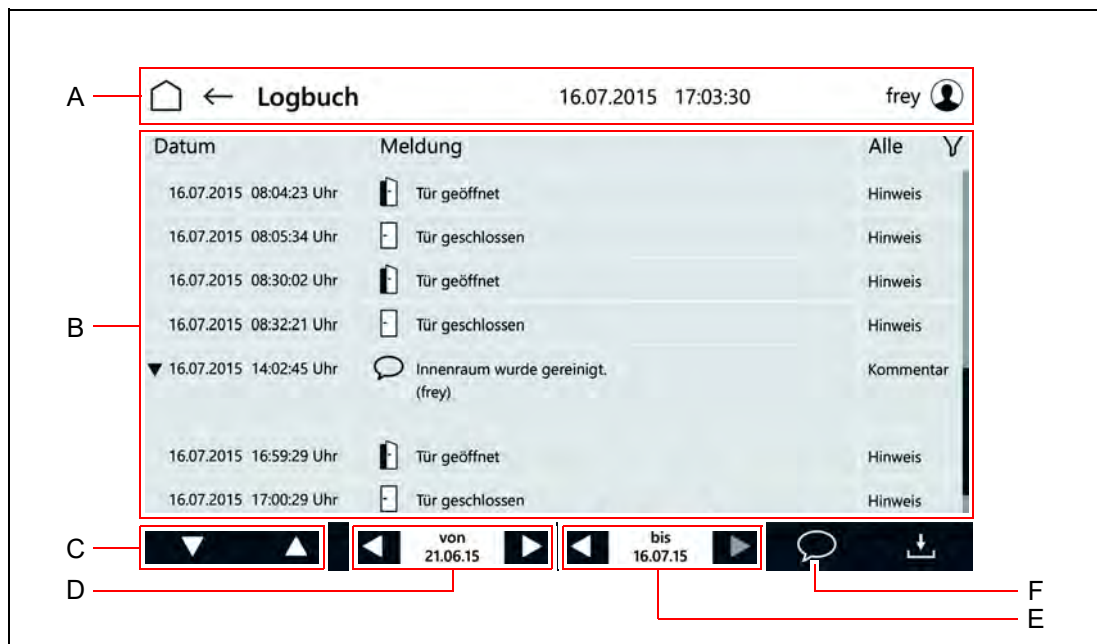 A Logbuch 16.07.2015 17:03:30 frey
B
Datum Meldung Alle
16.07.2015 08:04:23 Uhr Tür geöffnet Hinweis
16.07.2015 08:05:34 Uhr Tür geschlossen Hinweis
16.07.2015 08:30:02 Uhr Tür geöffnet Hinweis
16.07.2015 08:32:21 Uhr Tür geschlossen Hinweis
16.07.2015 14:02:45 Uhr Innenraum wurde gereinigt. Kommentar
(frey)
16.07.2015 16:59:29 Uhr Tür geöffnet Hinweis
16.07.2015 17:00:29 Uhr Tür geschlossen Hinweis
C
von
21.06.15
bis
16.07.15
D
F
E